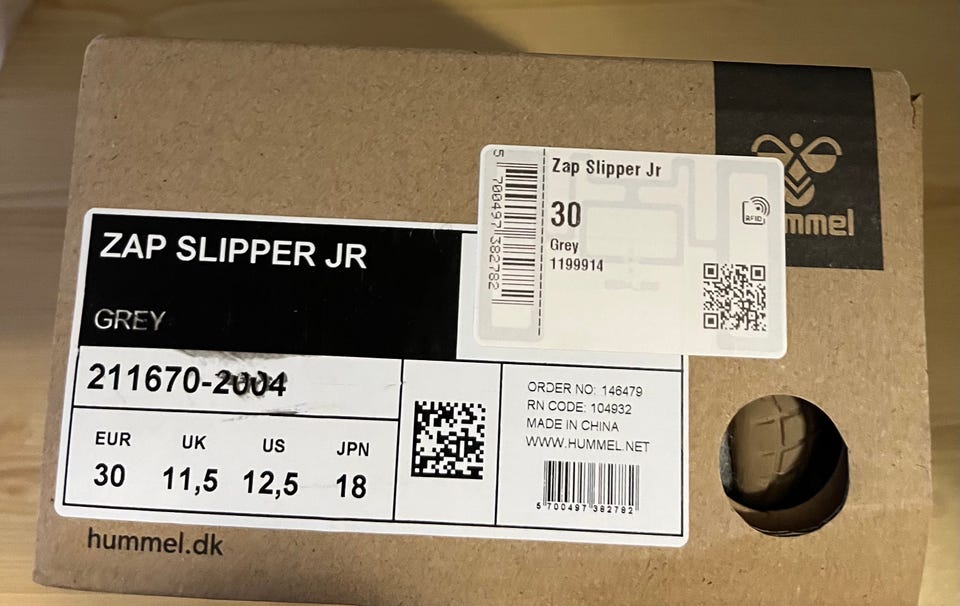 ZAP SLIPPER JR
GREY
211670-2004
EUR UK US JPN
30 11,5 12,5 18
ORDER NO: 146479
RN CODE: 104932
MADE IN CHINA
WWW.HUMMEL.NET
5 700497 382782
hummel.dk
Zap Slipper Jr
30
Grey
1199914
5 700497 382782
RFID
mmel